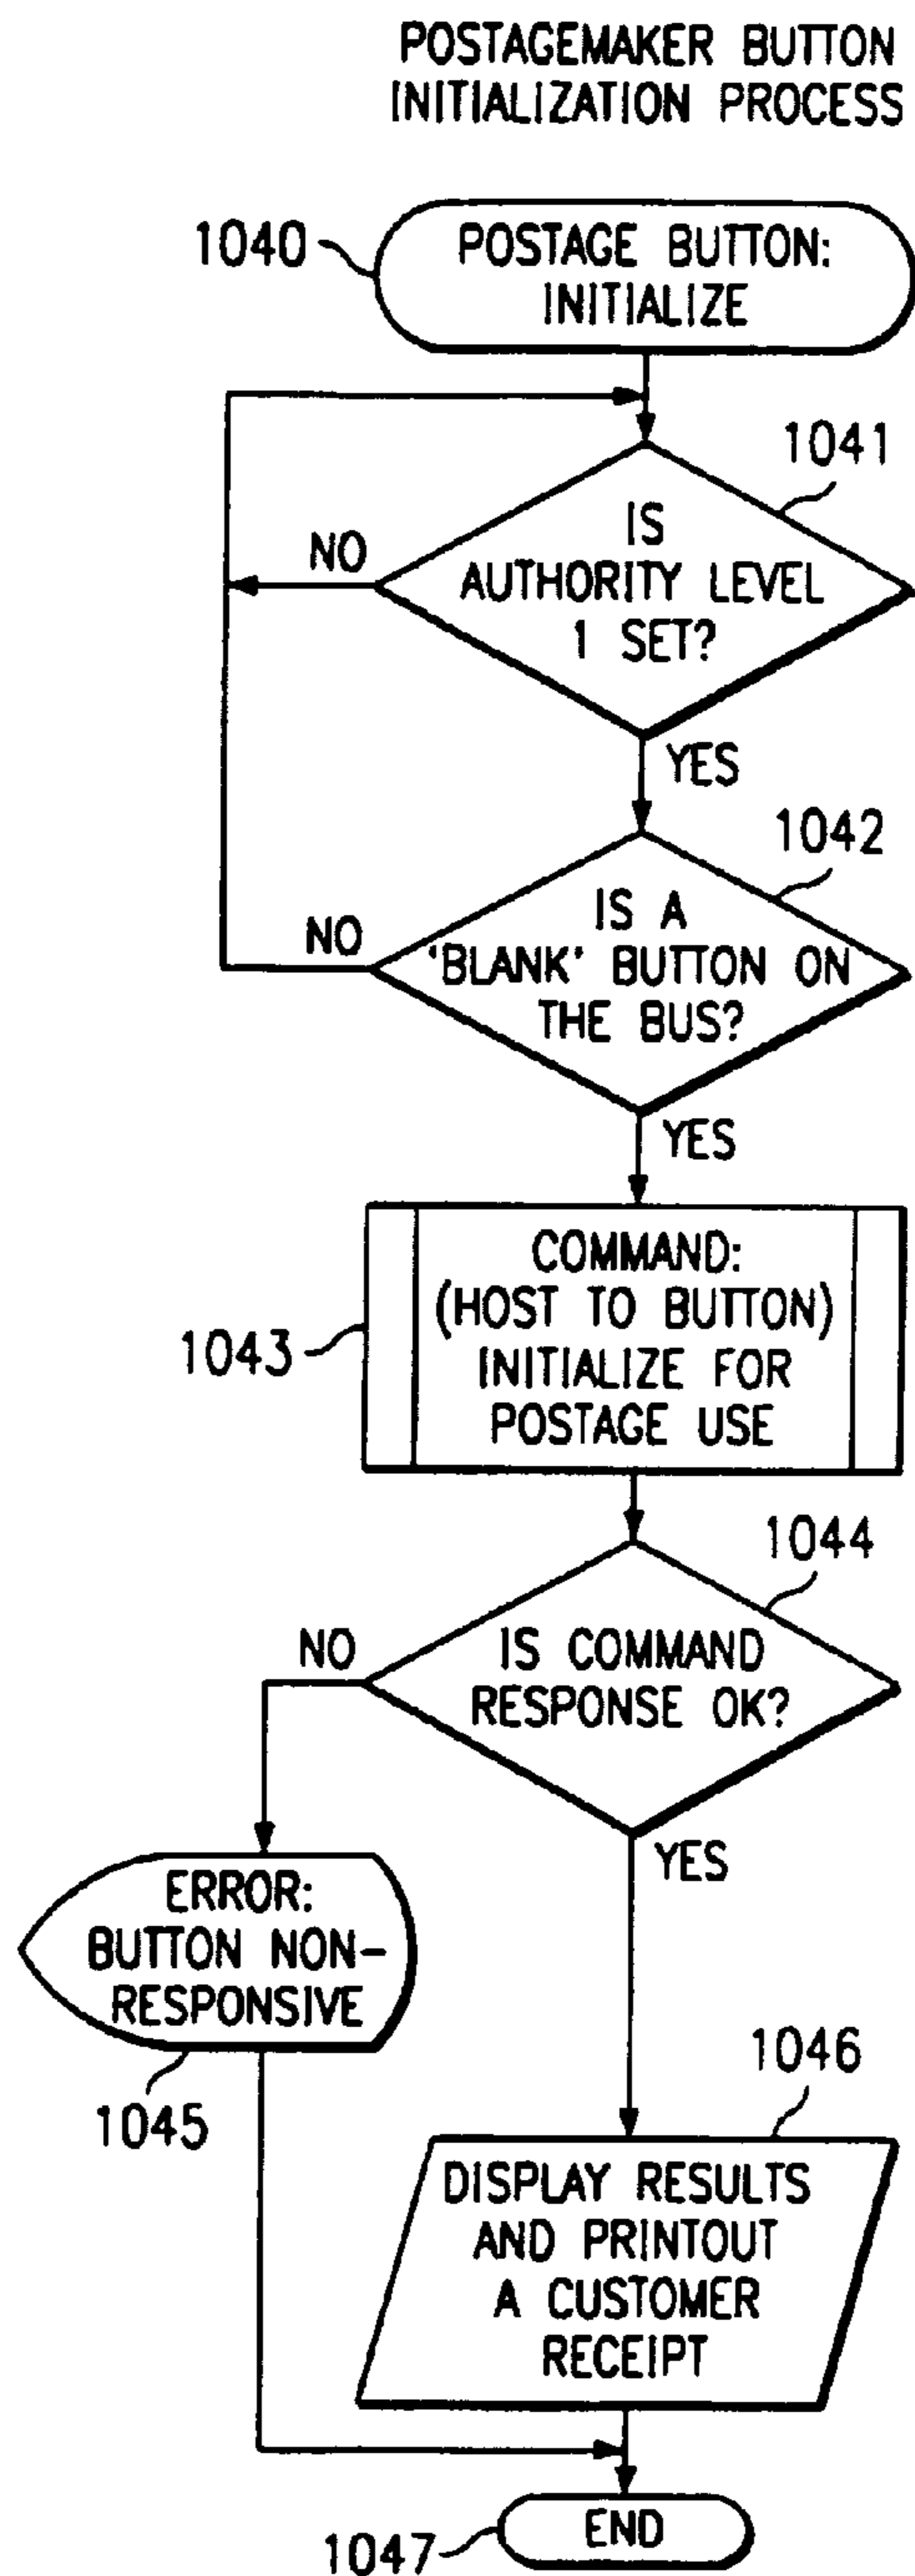 POSTAGEMAKER BUTTON
INITIALIZATION PROCESS
1040
POSTAGE BUTTON:
INITIALIZE
1041
IS
AUTHORITY LEVEL
1 SET?
NO
YES
1042
IS A
'BLANK' BUTTON ON
THE BUS?
NO
YES
1043
COMMAND:
(HOST TO BUTTON)
INITIALIZE FOR
POSTAGE USE
1044
IS COMMAND
RESPONSE OK?
NO
YES
ERROR:
BUTTON NON-
RESPONSIVE
1045
1046
DISPLAY RESULTS
AND PRINTOUT
A CUSTOMER
RECEIPT
1047
END